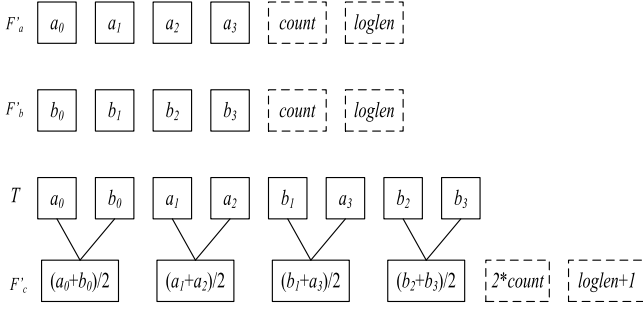 F'a a0 a1 a2 a3 count loglen
F'b b0 b1 b2 b3 count loglen
T a0 b0 a1 a2 b1 a3 b2 b3
F'c (a0+b0)/2 (a1+a2)/2 (b1+a3)/2 (b2+b3)/2 2*count loglen+1